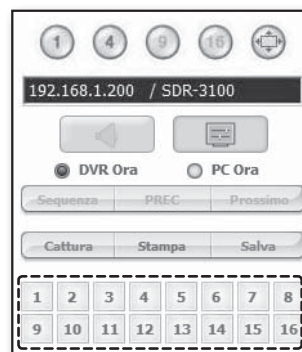 1 4 9 16
192.168.1.200 / SDR-3100
DVR Ora PC Ora
Sequenza PREC Prossimo
Cattura Stampa Salva
1 2 3 4 5 6 7 8
9 10 11 12 13 14 15 16